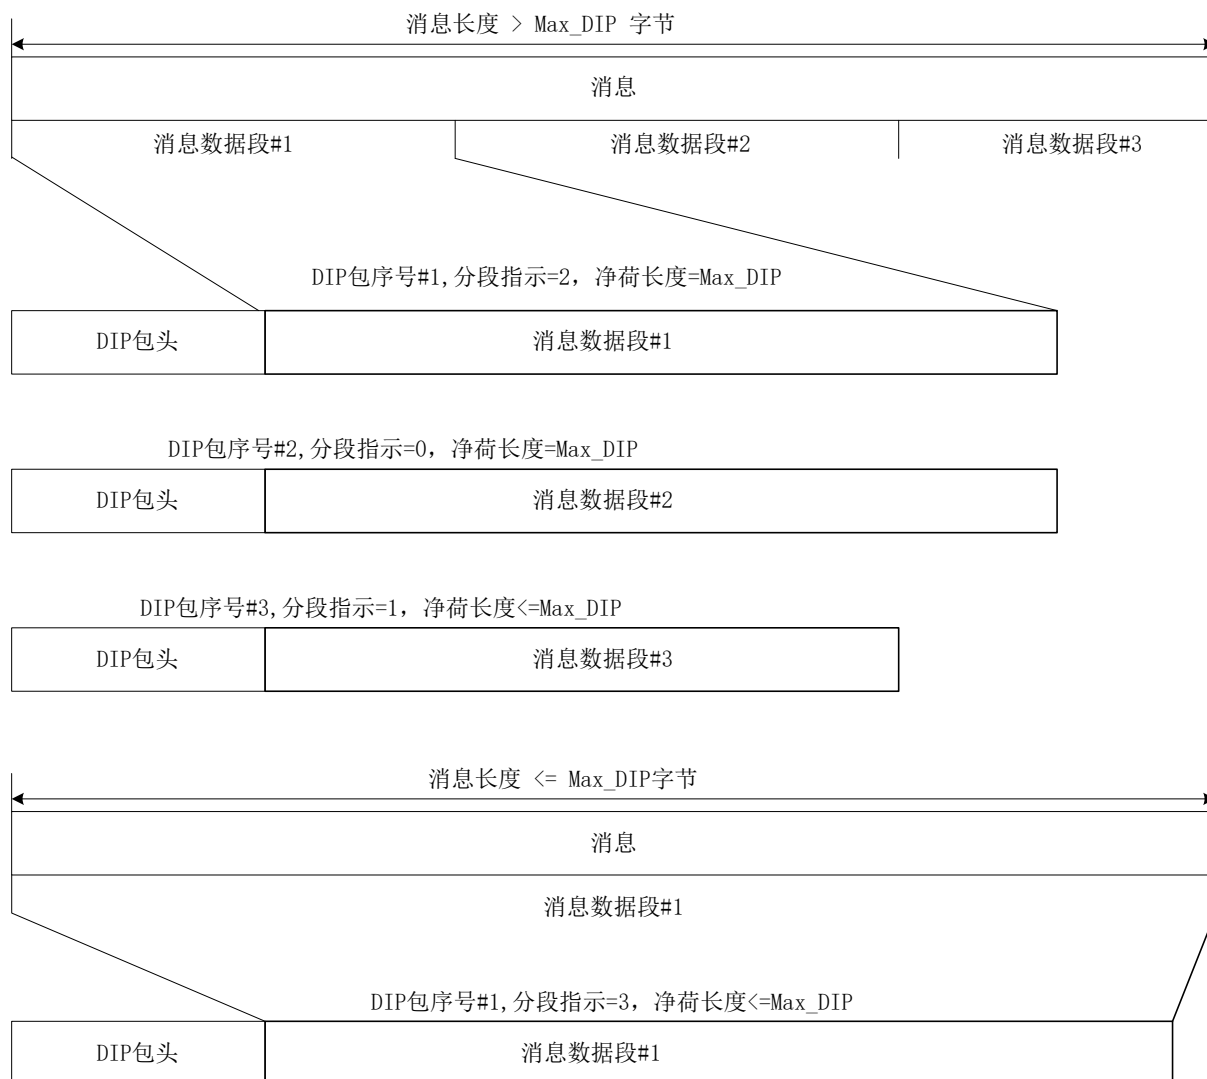 消息长度 > Max_DIP 字节
消息
消息数据段#1 消息数据段#2 消息数据段#3
DIP包序号#1,分段指示=2，净荷长度=Max_DIP
DIP包头 消息数据段#1
DIP包序号#2,分段指示=0，净荷长度=Max_DIP
DIP包头 消息数据段#2
DIP包序号#3,分段指示=1，净荷长度<=Max_DIP
DIP包头 消息数据段#3
消息长度 <= Max_DIP字节
消息
消息数据段#1
DIP包序号#1,分段指示=3，净荷长度<=Max_DIP
DIP包头 消息数据段#1